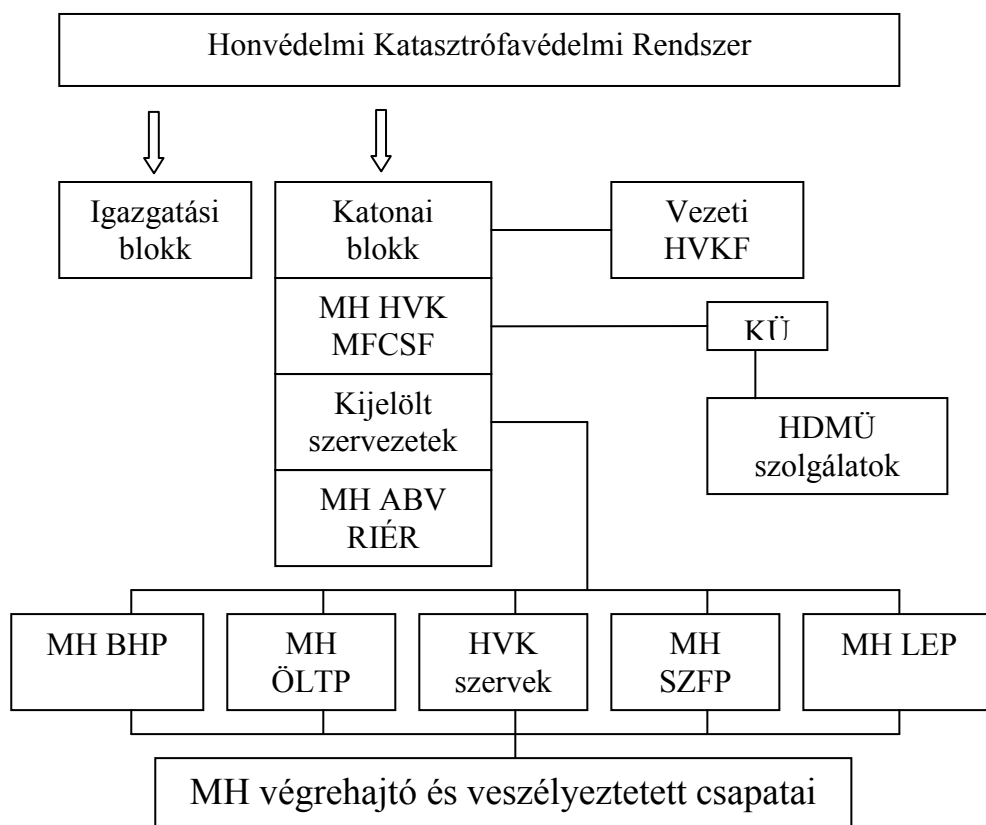 Honvédelmi Katasztrófavédelmi Rendszer
Igazgatási
blokk
Katonai
blokk
Vezeti
HVKF
MH HVK
MFCSF
KÜ
Kijelölt
szervezetek
HDMÜ
szolgálatok
MH ABV
RIÉR
MH BHP
MH
ÖLTP
HVK
szervek
MH
SZFP
MH LEP
MH végrehajtó és veszélyeztetett csapatai